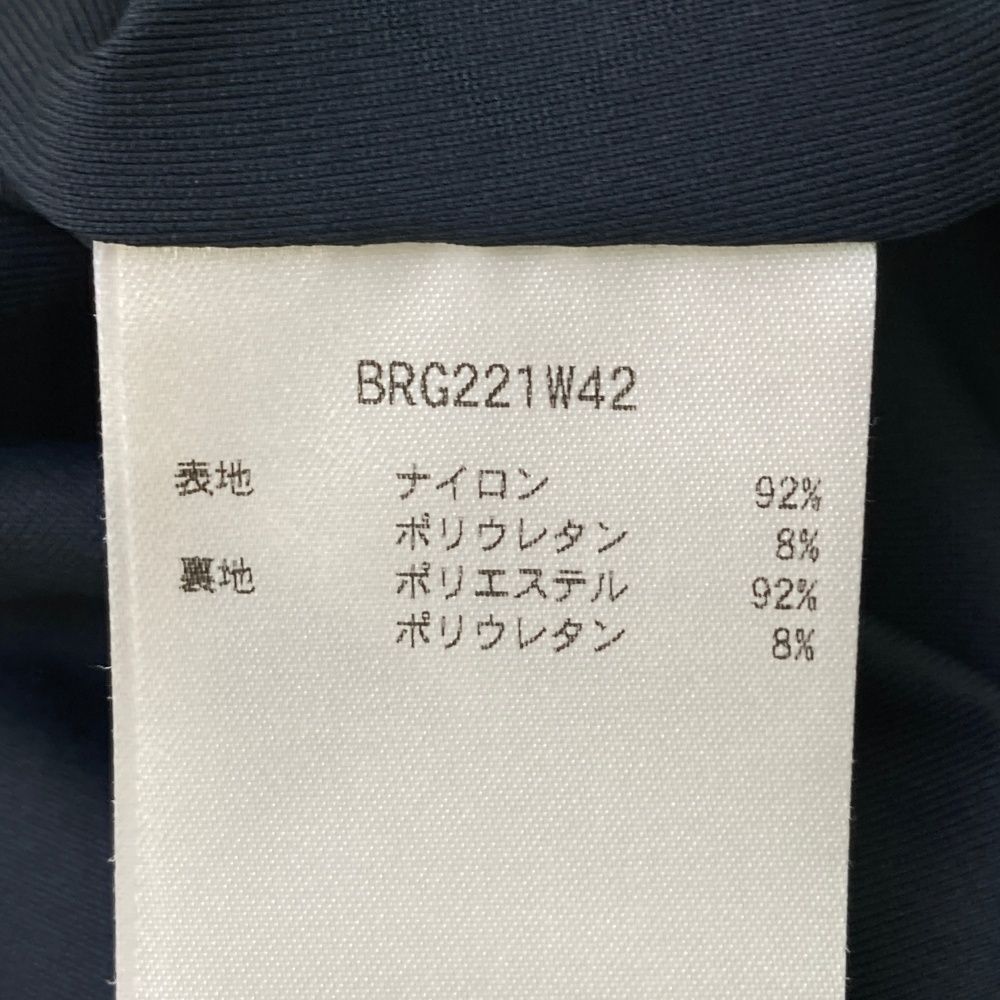 BRG221W42
表地 ナイロン 92%
ポリウレタン 8%
裏地 ポリエステル 92%
ポリウレタン 8%